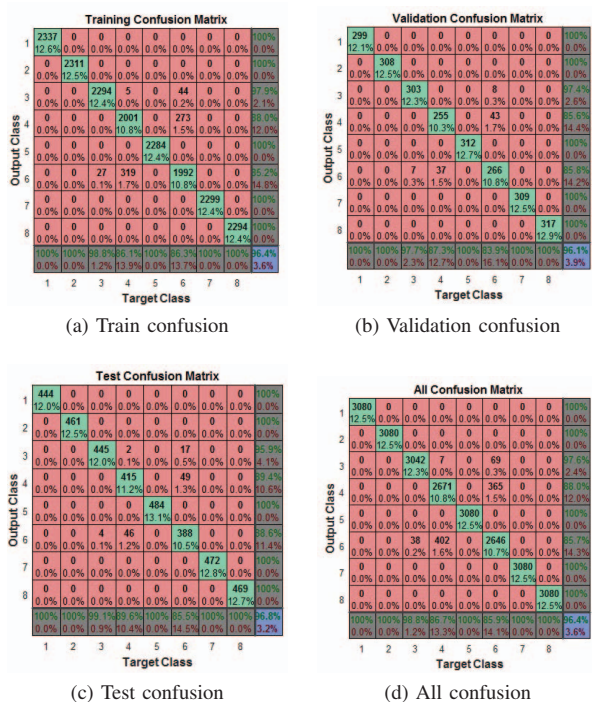 Training Confusion Matrix
Output Class
1 2337 0 0 0 0 0 0 0 100%
12.6% 0.0% 0.0% 0.0% 0.0% 0.0% 0.0% 0.0% 0.0%
2 0 2311 0 0 0 0 0 0 100%
0.0% 12.5% 0.0% 0.0% 0.0% 0.0% 0.0% 0.0% 0.0%
3 0 0 2294 5 0 44 0 0 97.9%
0.0% 0.0% 12.4% 0.0% 0.0% 0.2% 0.0% 0.0% 2.1%
4 0 0 0 2001 0 273 0 0 88.0%
0.0% 0.0% 0.0% 10.8% 0.0% 1.5% 0.0% 0.0% 12.0%
5 0 0 0 0 2284 0 0 0 100%
0.0% 0.0% 0.0% 0.0% 12.4% 0.0% 0.0% 0.0% 0.0%
6 0 0 27 319 0 1992 0 0 85.2%
0.0% 0.0% 0.1% 1.7% 0.0% 10.8% 0.0% 0.0% 14.8%
7 0 0 0 0 0 0 2299 0 100%
0.0% 0.0% 0.0% 0.0% 0.0% 0.0% 12.4% 0.0% 0.0%
8 0 0 0 0 0 0 0 2294 100%
0.0% 0.0% 0.0% 0.0% 0.0% 0.0% 0.0% 12.4% 0.0%
100% 100% 98.8% 86.1% 100% 86.3% 100% 100% 96.4%
0.0% 0.0% 1.2% 13.9% 0.0% 13.7% 0.0% 0.0% 3.6%
1 2 3 4 5 6 7 8
Target Class
(a) Train confusion
Validation Confusion Matrix
Output Class
1 299 0 0 0 0 0 0 0 100%
12.1% 0.0% 0.0% 0.0% 0.0% 0.0% 0.0% 0.0% 0.0%
2 0 308 0 0 0 0 0 0 100%
0.0% 12.5% 0.0% 0.0% 0.0% 0.0% 0.0% 0.0% 0.0%
3 0 0 303 0 0 8 0 0 97.4%
0.0% 0.0% 12.3% 0.0% 0.0% 0.3% 0.0% 0.0% 2.6%
4 0 0 0 255 0 43 0 0 85.6%
0.0% 0.0% 0.0% 10.3% 0.0% 1.7% 0.0% 0.0% 14.4%
5 0 0 0 0 312 0 0 0 100%
0.0% 0.0% 0.0% 0.0% 12.7% 0.0% 0.0% 0.0% 0.0%
6 0 0 7 37 0 266 0 0 85.8%
0.0% 0.0% 0.3% 1.5% 0.0% 10.8% 0.0% 0.0% 14.2%
7 0 0 0 0 0 0 309 0 100%
0.0% 0.0% 0.0% 0.0% 0.0% 0.0% 12.5% 0.0% 0.0%
8 0 0 0 0 0 0 0 317 100%
0.0% 0.0% 0.0% 0.0% 0.0% 0.0% 0.0% 12.9% 0.0%
100% 100% 97.7% 87.3% 100% 83.9% 100% 100% 96.1%
0.0% 0.0% 2.3% 12.7% 0.0% 16.1% 0.0% 0.0% 3.9%
1 2 3 4 5 6 7 8
Target Class
(b) Validation confusion
Test Confusion Matrix
Output Class
1 444 0 0 0 0 0 0 0 100%
12.0% 0.0% 0.0% 0.0% 0.0% 0.0% 0.0% 0.0% 0.0%
2 0 461 0 0 0 0 0 0 100%
0.0% 12.5% 0.0% 0.0% 0.0% 0.0% 0.0% 0.0% 0.0%
3 0 0 445 2 0 17 0 0 95.9%
0.0% 0.0% 12.0% 0.1% 0.0% 0.5% 0.0% 0.0% 4.1%
4 0 0 0 415 0 49 0 0 89.4%
0.0% 0.0% 0.0% 11.2% 0.0% 1.3% 0.0% 0.0% 10.6%
5 0 0 0 0 484 0 0 0 100%
0.0% 0.0% 0.0% 0.0% 13.1% 0.0% 0.0% 0.0% 0.0%
6 0 0 4 46 0 388 0 0 88.6%
0.0% 0.0% 0.1% 1.2% 0.0% 10.5% 0.0% 0.0% 11.4%
7 0 0 0 0 0 0 472 0 100%
0.0% 0.0% 0.0% 0.0% 0.0% 0.0% 12.8% 0.0% 0.0%
8 0 0 0 0 0 0 0 469 100%
0.0% 0.0% 0.0% 0.0% 0.0% 0.0% 0.0% 12.7% 0.0%
100% 100% 99.1% 89.6% 100% 85.5% 100% 100% 96.8%
0.0% 0.0% 0.9% 10.4% 0.0% 14.5% 0.0% 0.0% 3.2%
1 2 3 4 5 6 7 8
Target Class
(c) Test confusion
All Confusion Matrix
Output Class
1 3080 0 0 0 0 0 0 0 100%
12.5% 0.0% 0.0% 0.0% 0.0% 0.0% 0.0% 0.0% 0.0%
2 0 3080 0 0 0 0 0 0 100%
0.0% 12.5% 0.0% 0.0% 0.0% 0.0% 0.0% 0.0% 0.0%
3 0 0 3042 7 0 69 0 0 97.6%
0.0% 0.0% 12.3% 0.0% 0.0% 0.3% 0.0% 0.0% 2.4%
4 0 0 0 2671 0 365 0 0 88.0%
0.0% 0.0% 0.0% 10.8% 0.0% 1.5% 0.0% 0.0% 12.0%
5 0 0 0 0 3080 0 0 0 100%
0.0% 0.0% 0.0% 0.0% 12.5% 0.0% 0.0% 0.0% 0.0%
6 0 0 38 402 0 2646 0 0 85.7%
0.0% 0.0% 0.2% 1.6% 0.0% 10.7% 0.0% 0.0% 14.3%
7 0 0 0 0 0 0 3080 0 100%
0.0% 0.0% 0.0% 0.0% 0.0% 0.0% 12.5% 0.0% 0.0%
8 0 0 0 0 0 0 0 3080 100%
0.0% 0.0% 0.0% 0.0% 0.0% 0.0% 0.0% 12.5% 0.0%
100% 100% 98.8% 86.7% 100% 85.9% 100% 100% 96.4%
0.0% 0.0% 1.2% 13.3% 0.0% 14.1% 0.0% 0.0% 3.6%
1 2 3 4 5 6 7 8
Target Class
(d) All confusion